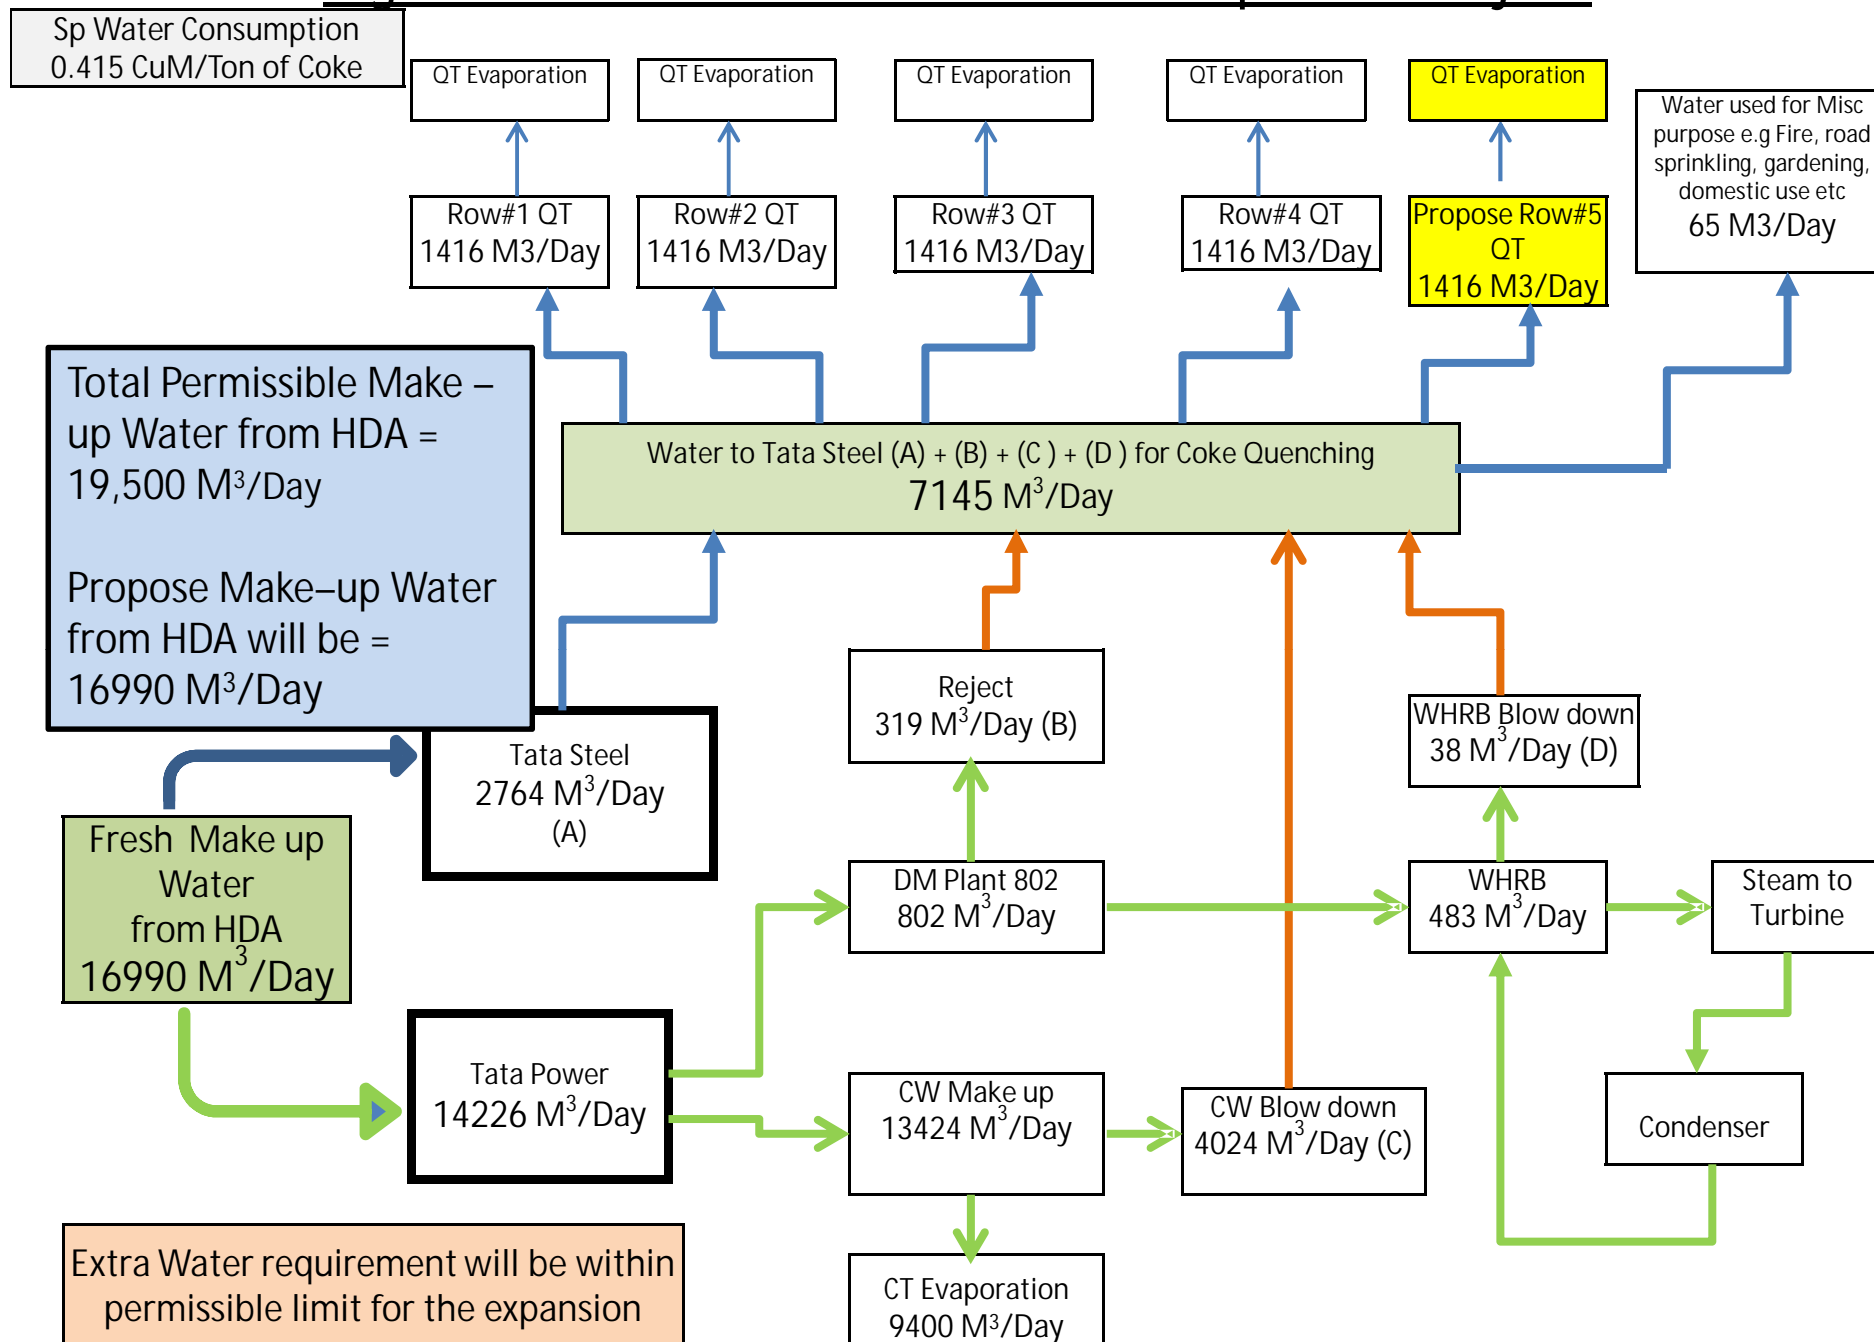 Sp Water Consumption
0.415 CuM/Ton of Coke
QT Evaporation
QT Evaporation
QT Evaporation
QT Evaporation
QT Evaporation
Water used for Misc
purpose e.g Fire, road
sprinkling, gardening,
domestic use etc
65 M3/Day
Row#1 QT
1416 M3/Day
Row#2 QT
1416 M3/Day
Row#3 QT
1416 M3/Day
Row#4 QT
1416 M3/Day
Propose Row#5
QT
1416 M3/Day
Total Permissible Make –
up Water from HDA =
19,500 M³/Day
Propose Make–up Water
from HDA will be =
16990 M³/Day
Water to Tata Steel (A) + (B) + (C ) + (D ) for Coke Quenching
7145 M³/Day
Tata Steel
2764 M³/Day
(A)
Reject
319 M³/Day (B)
WHRB Blow down
38 M³/Day (D)
Fresh Make up
Water
from HDA
16990 M³/Day
DM Plant 802
802 M³/Day
WHRB
483 M³/Day
Steam to
Turbine
Tata Power
14226 M³/Day
CW Make up
13424 M³/Day
CW Blow down
4024 M³/Day (C)
Condenser
Extra Water requirement will be within
permissible limit for the expansion
CT Evaporation
9400 M³/Day